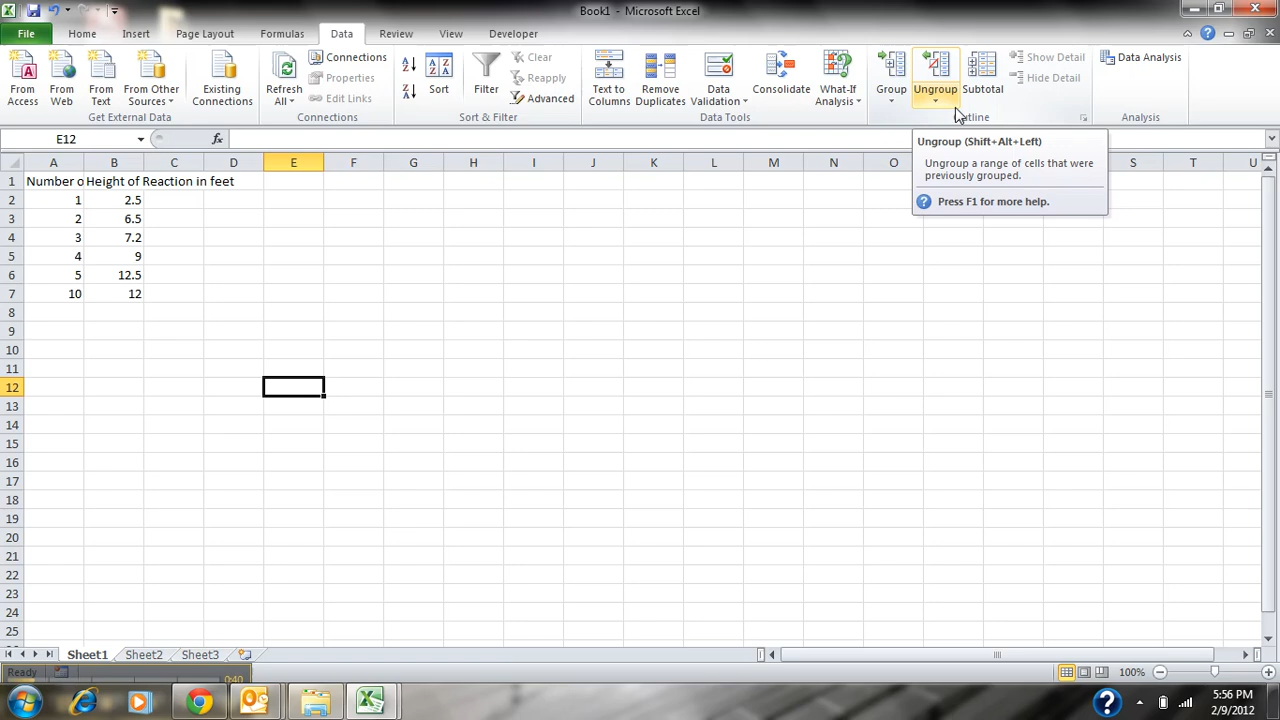 Book1 - Microsoft Excel
File Home Insert Page Layout Formulas Data Review View Developer
From Access
From Web
From Text
From Other Sources
Existing Connections
Get External Data
Refresh All
Connections
Properties
Edit Links
Connections
Sort
Filter
Clear
Reapply
Advanced
Sort & Filter
Text to Columns
Remove Duplicates
Data Validation
Consolidate
What-If Analysis
Data Tools
Group
Ungroup
Subtotal
Show Detail
Hide Detail
tline
Data Analysis
Analysis
E12
fx
Ungroup (Shift+Alt+Left)
Ungroup a range of cells that were
previously grouped.
Press F1 for more help.
A B C D E F G H I J K L M N O S T U
1 Number o Height of Reaction in feet
2 1 2.5
3 2 6.5
4 3 7.2
5 4 9
6 5 12.5
7 10 12
8
9
10
11
12
13
14
15
16
17
18
19
20
21
22
23
24
25
Sheet1 Sheet2 Sheet3
Ready
0:40
100%
5:56 PM
2/9/2012